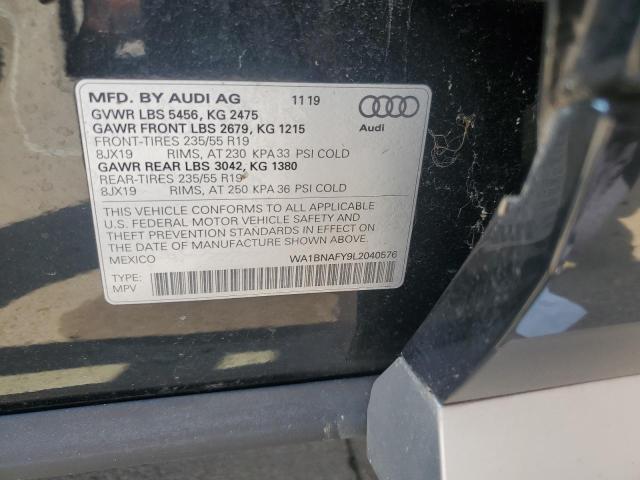 MFD. BY AUDI AG 11 19
GVWR LBS 5456, KG 2475
GAWR FRONT LBS 2679, KG 1215
Audi
FRONT-TIRES 235/55 R19
8JX19 RIMS, AT 230 KPA 33 PSI COLD
GAWR REAR LBS 3042, KG 1380
REAR-TIRES 235/55 R19
8JX19 RIMS, AT 250 KPA 36 PSI COLD
THIS VEHICLE CONFORMS TO ALL APPLICABLE
U.S. FEDERAL MOTOR VEHICLE SAFETY AND
THEFT PREVENTION STANDARDS IN EFFECT ON
THE DATE OF MANUFACTURE SHOWN ABOVE.
MEXICO WA1BNAFY9L2040576
TYPE:
MPV